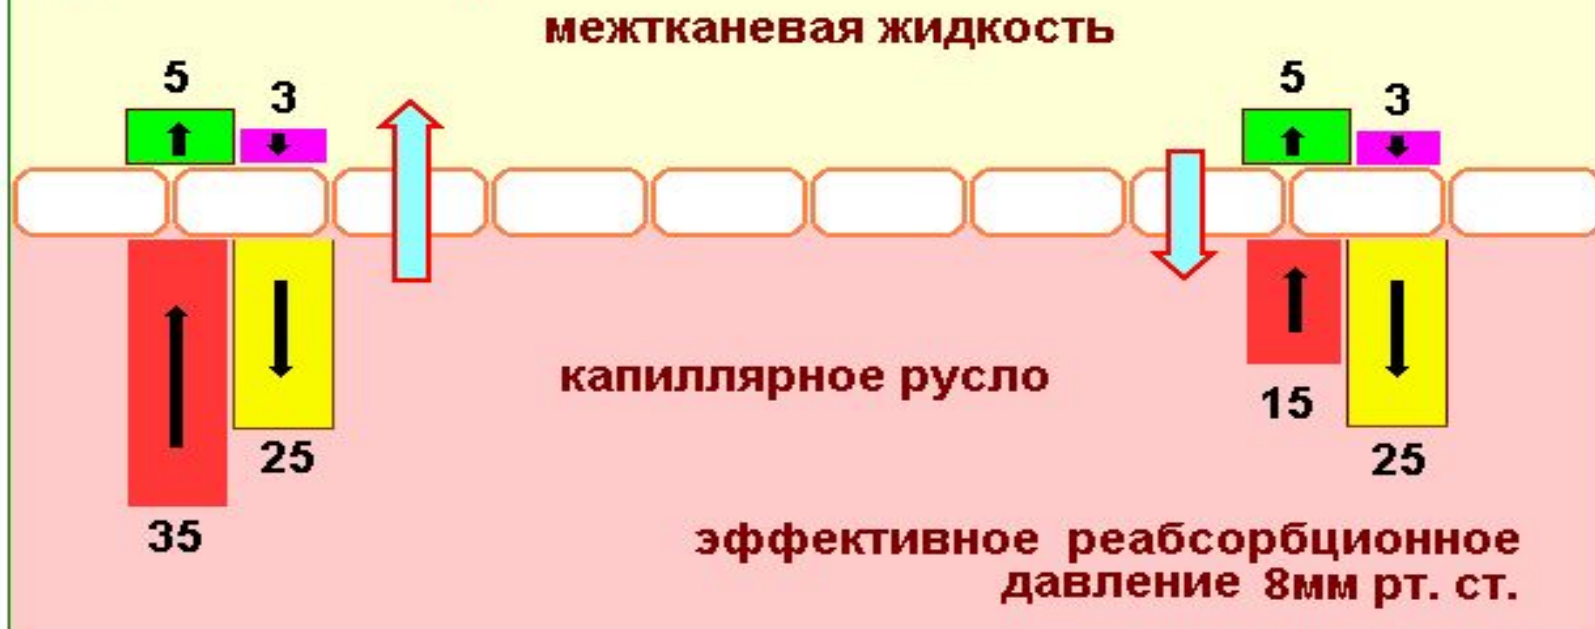 межтканевая жидкость
5 3 5 3
капиллярное русло
15
25 25
35
эффективное реабсорбционное
давление 8мм рт. ст.